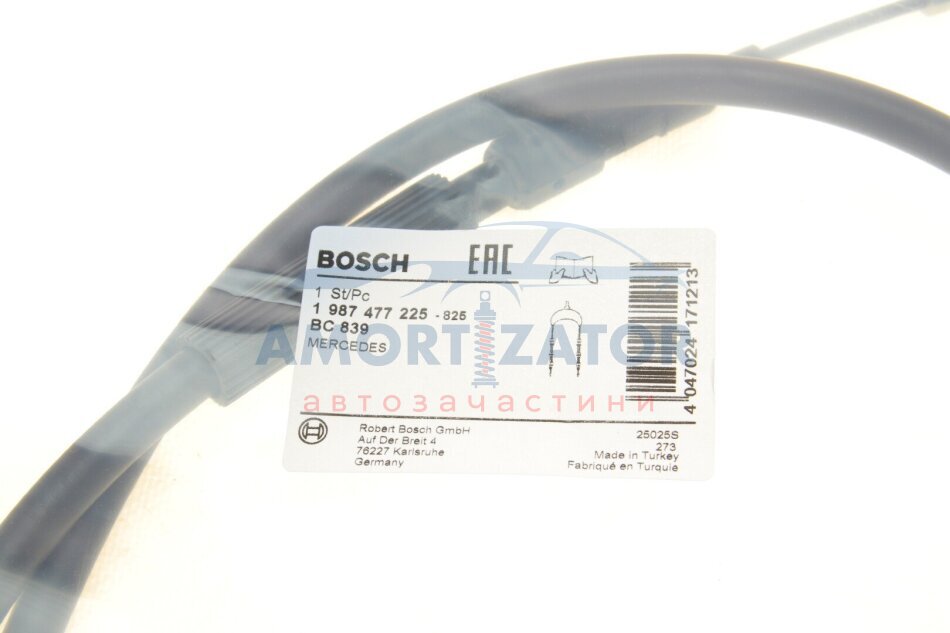 BOSCH EAC
1 St/Pc
1 987 477 225 - 825
BC 839
MERCEDES
4 047024 171213
AMORTIZATOR
автозапчастини
Robert Bosch GmbH
Auf Der Breit 4
76227 Karlsruhe
Germany
25025S
273
Made in Turkey
Fabriqué en Turquie